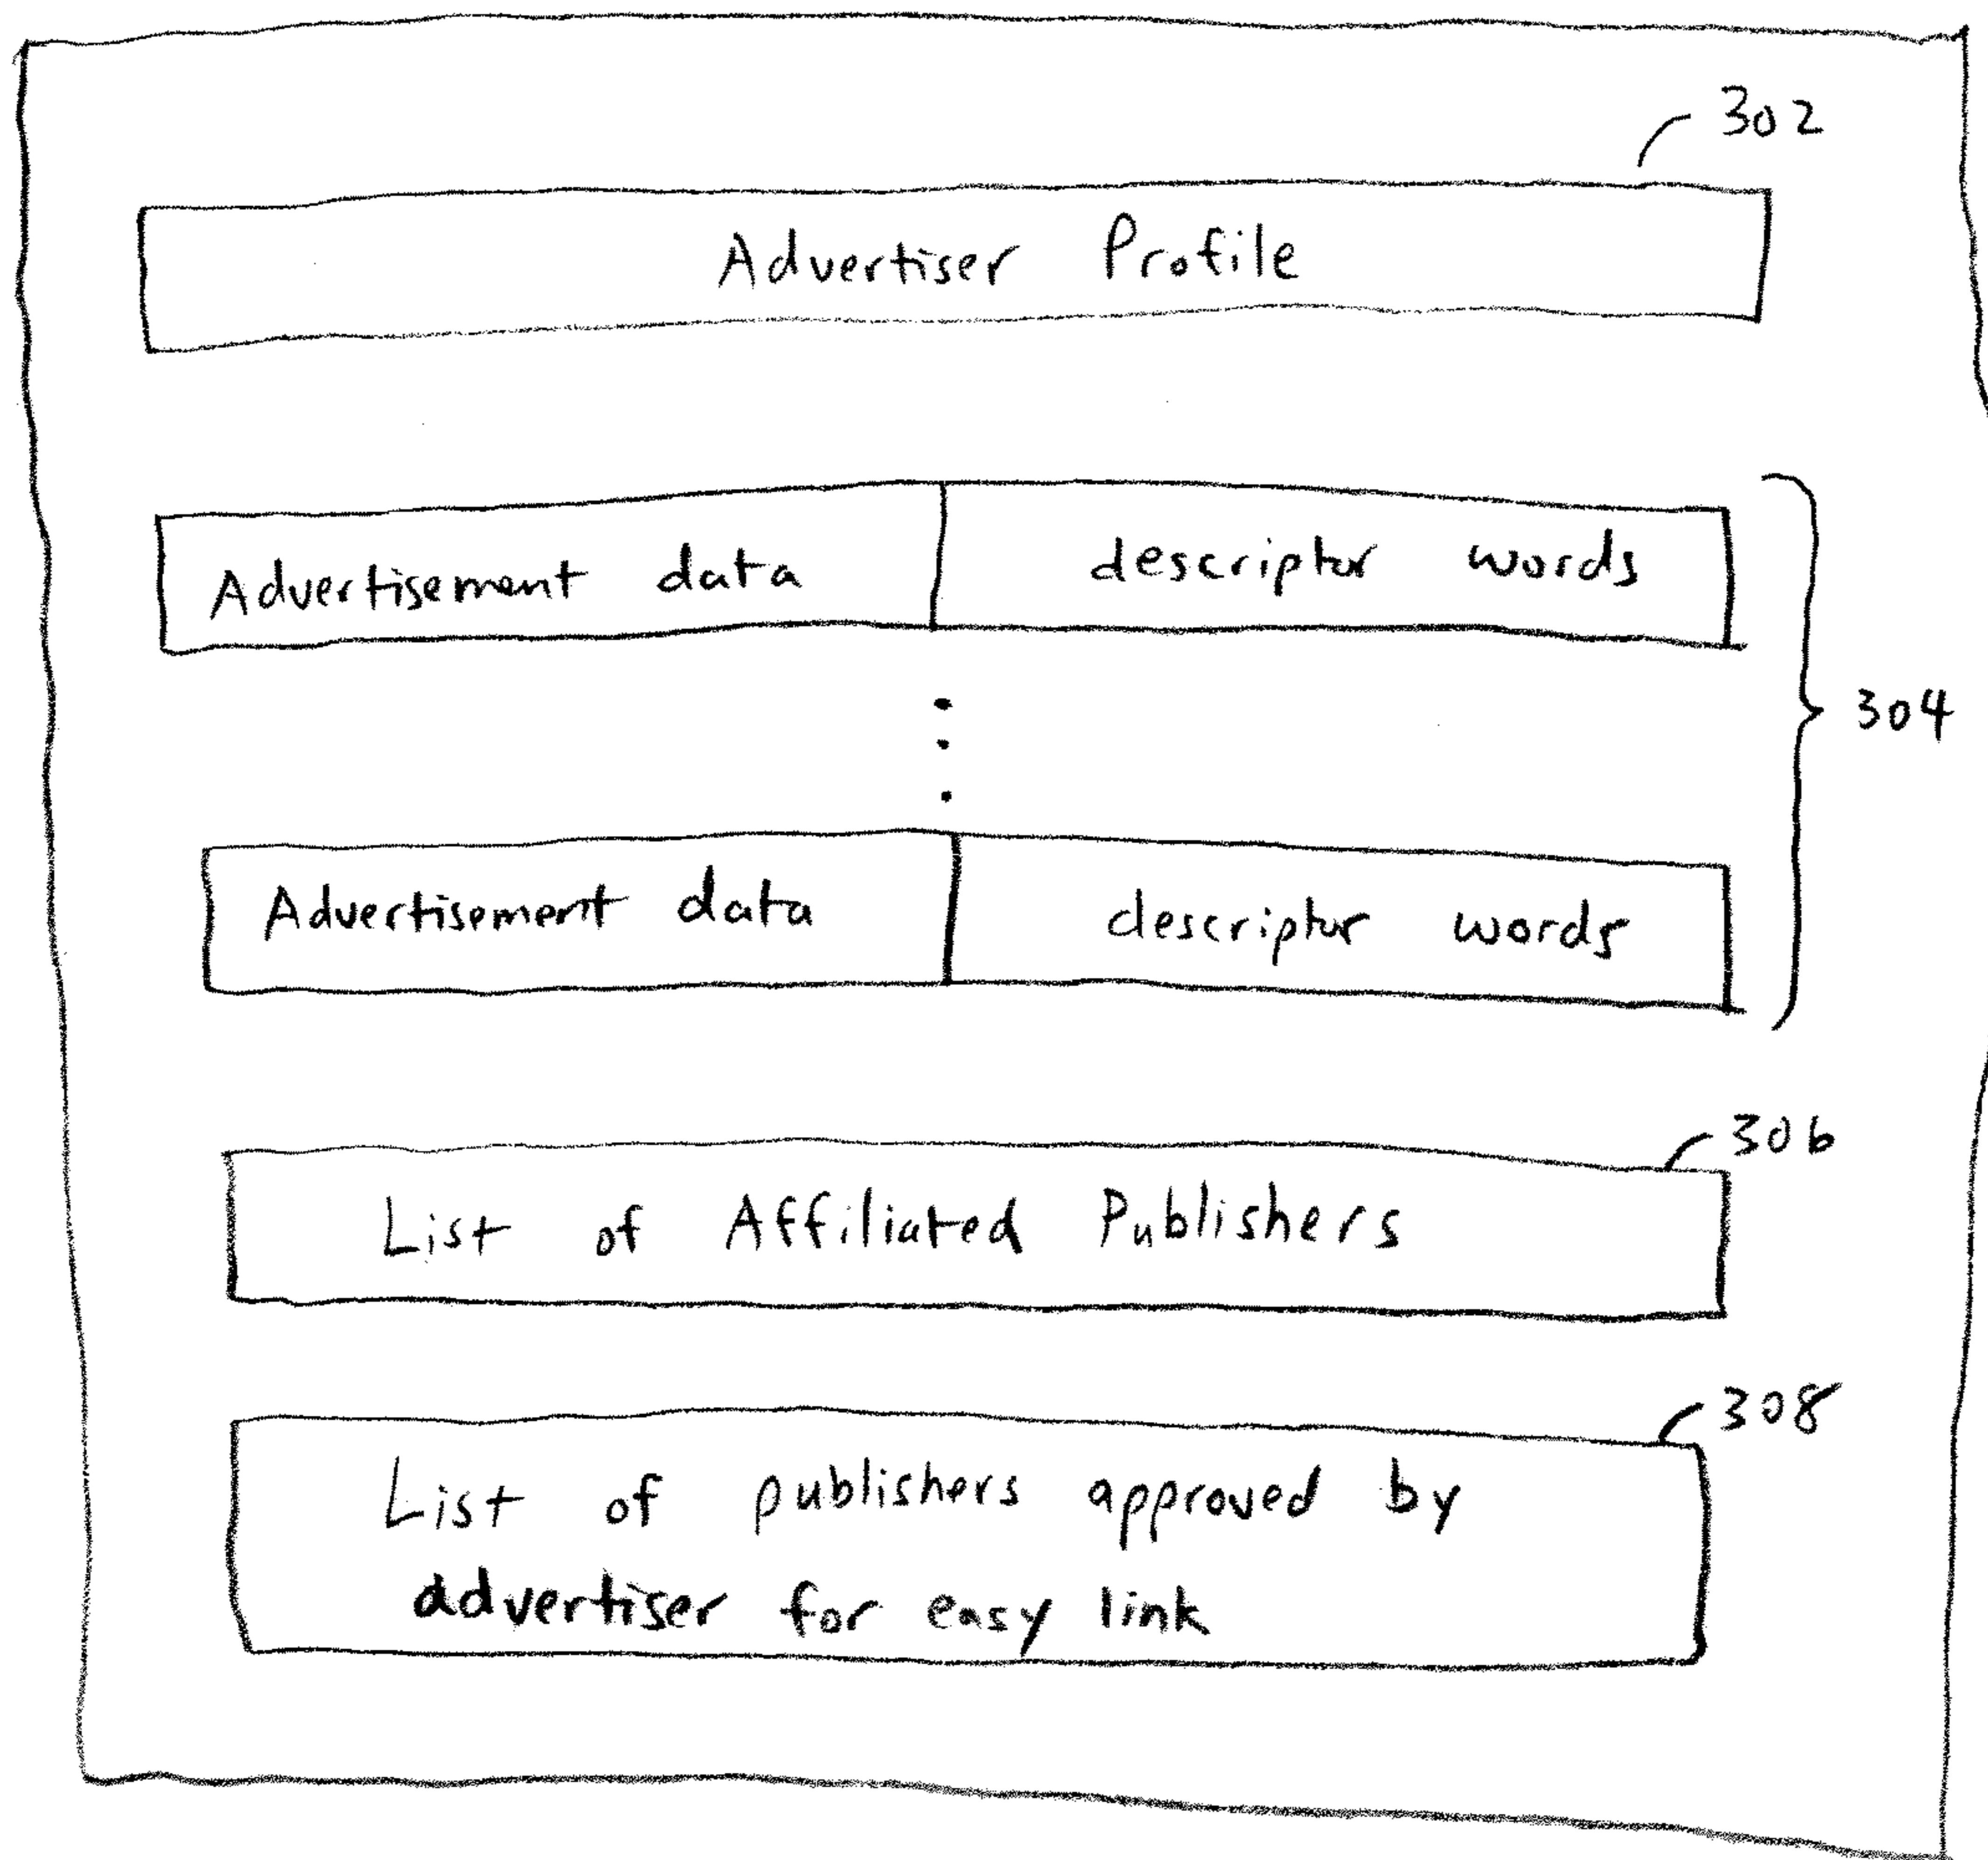 302
Advertiser Profile
Advertisement data descriptor words
304
Advertisement data descriptor words
306
List of Affiliated Publishers
308
List of publishers approved by
advertiser for easy link